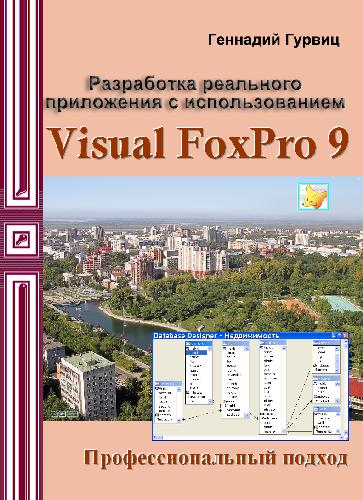 Геннадий Гурвиц
Разработка реального
приложения с использованием
Visual FoxPro 9
Database Designer - Недвижимость
Профессиональный подход